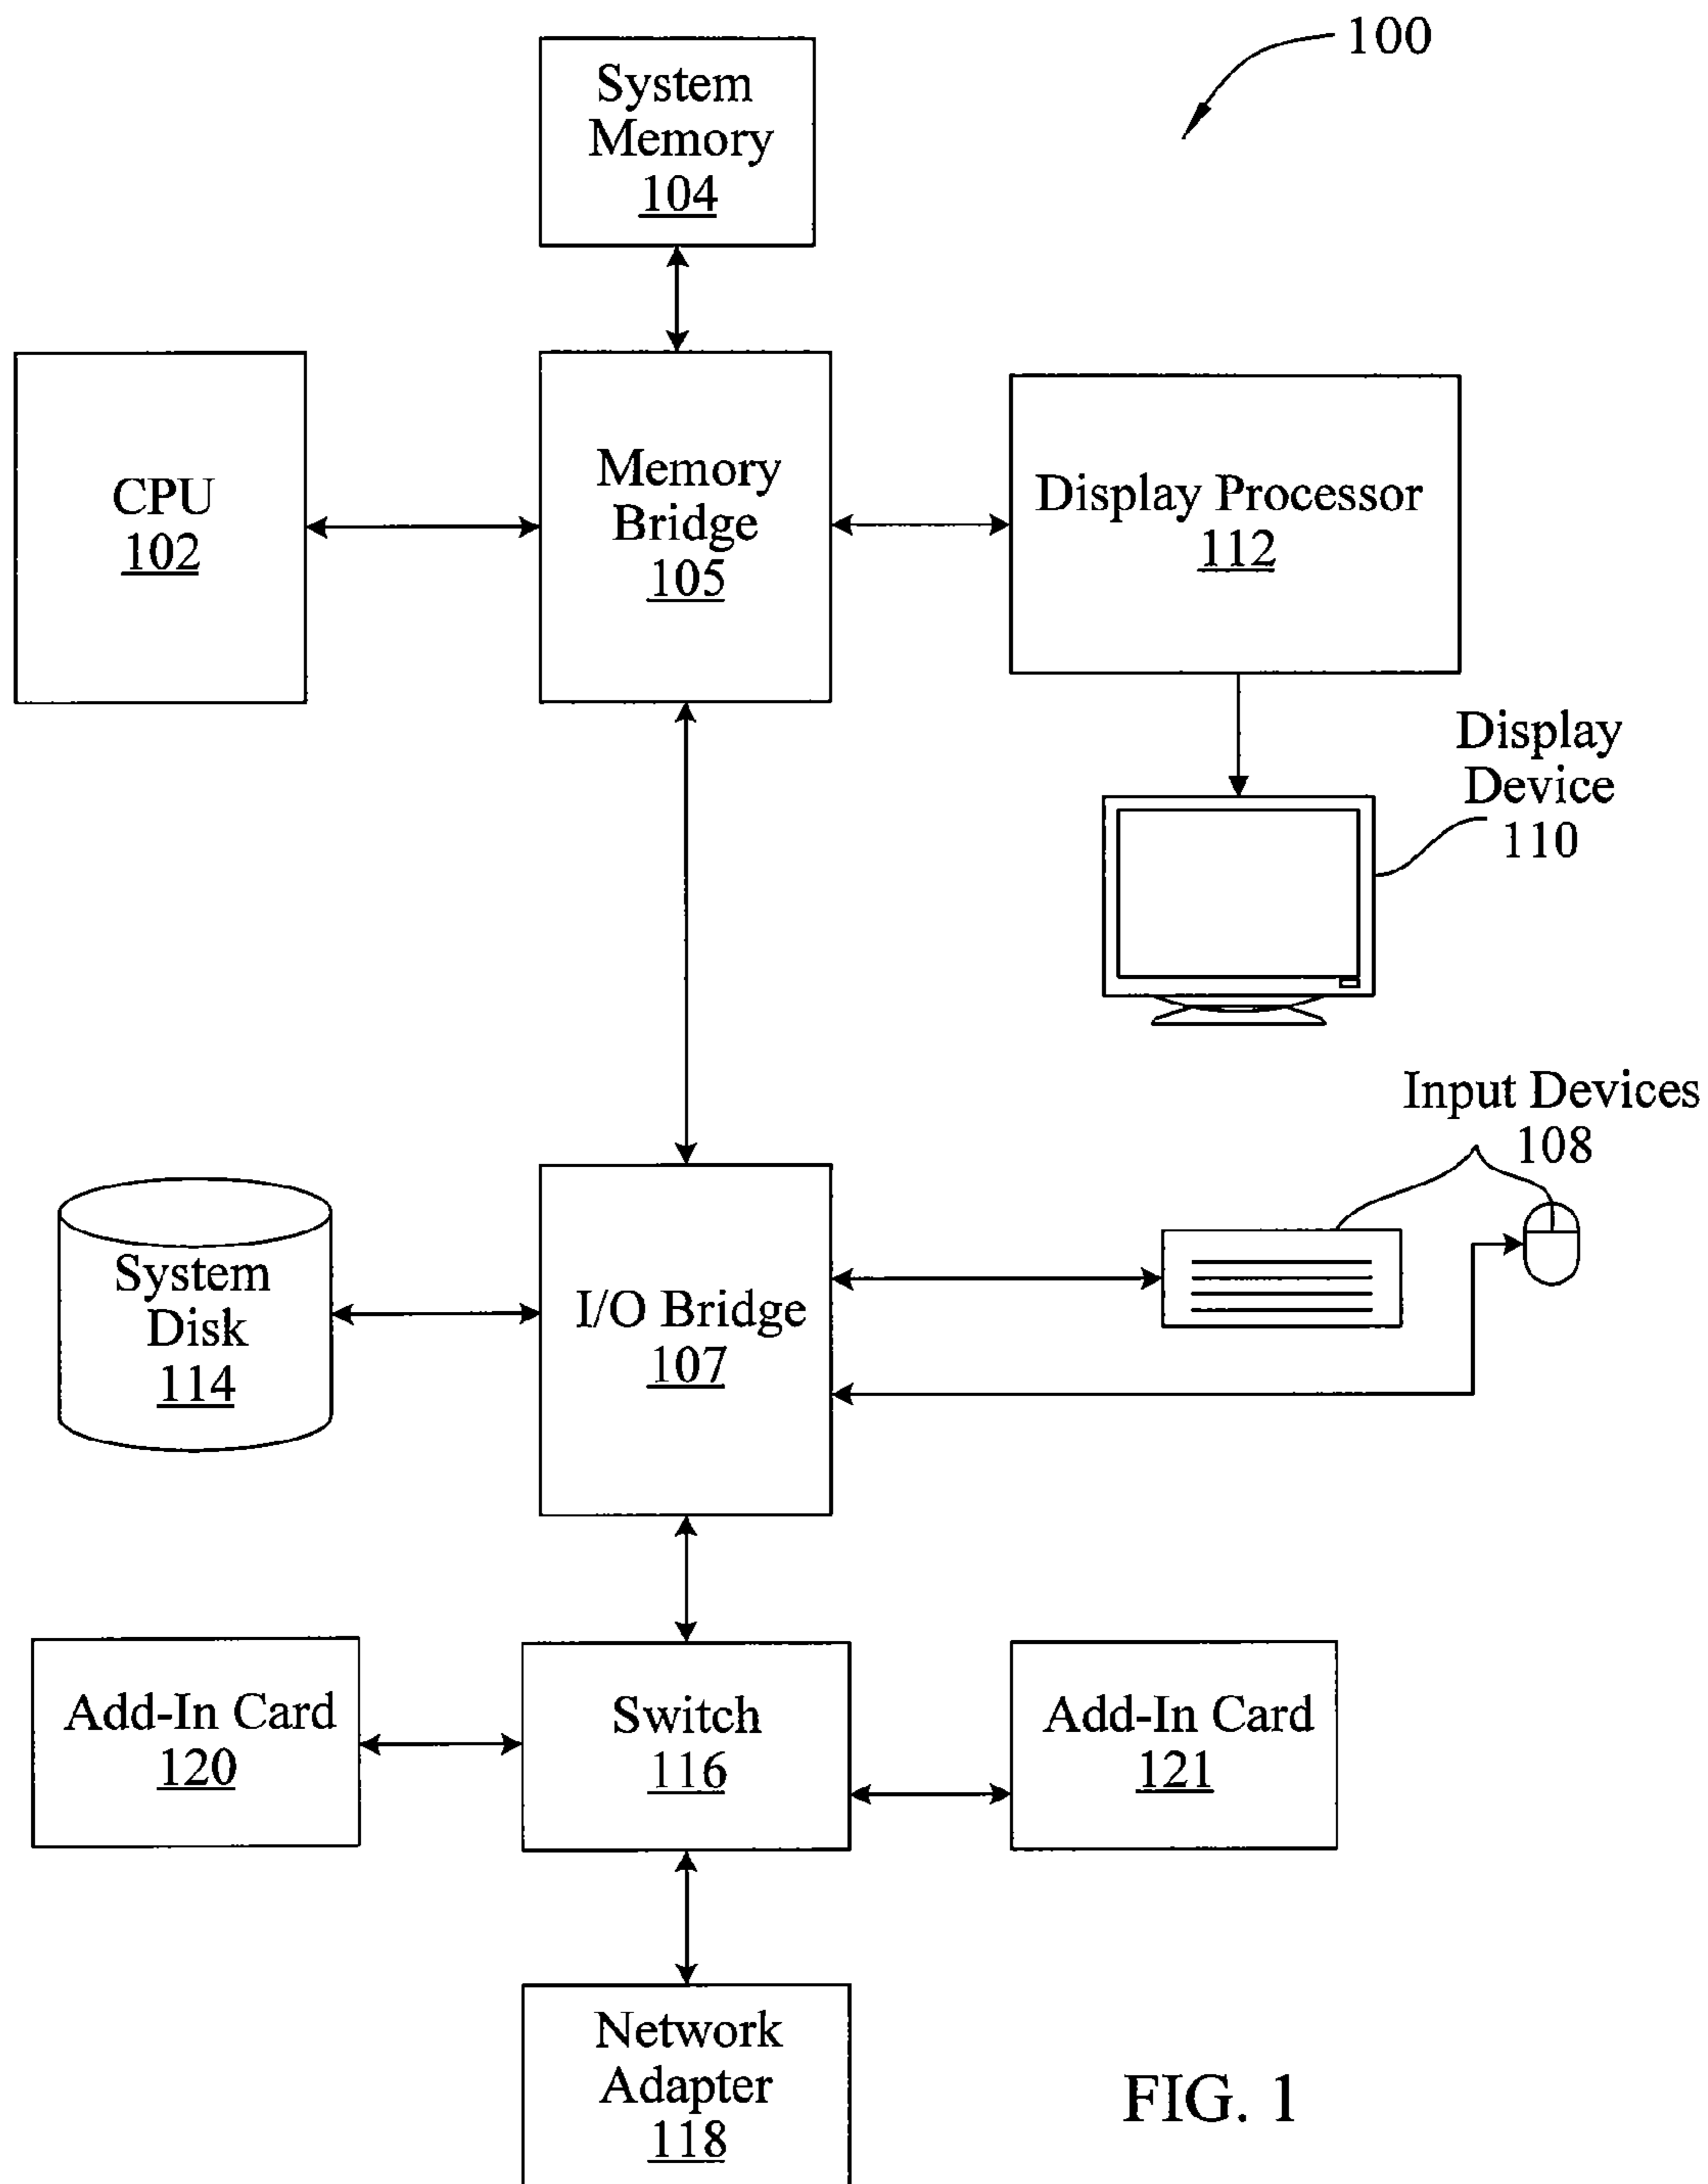 100
System
Memory
104
CPU
102
Memory
Bridge
105
Display Processor
112
Display
Device
110
Input Devices
108
System
Disk
114
I/O Bridge
107
Add-In Card
120
Switch
116
Add-In Card
121
Network
Adapter
118
FIG. 1